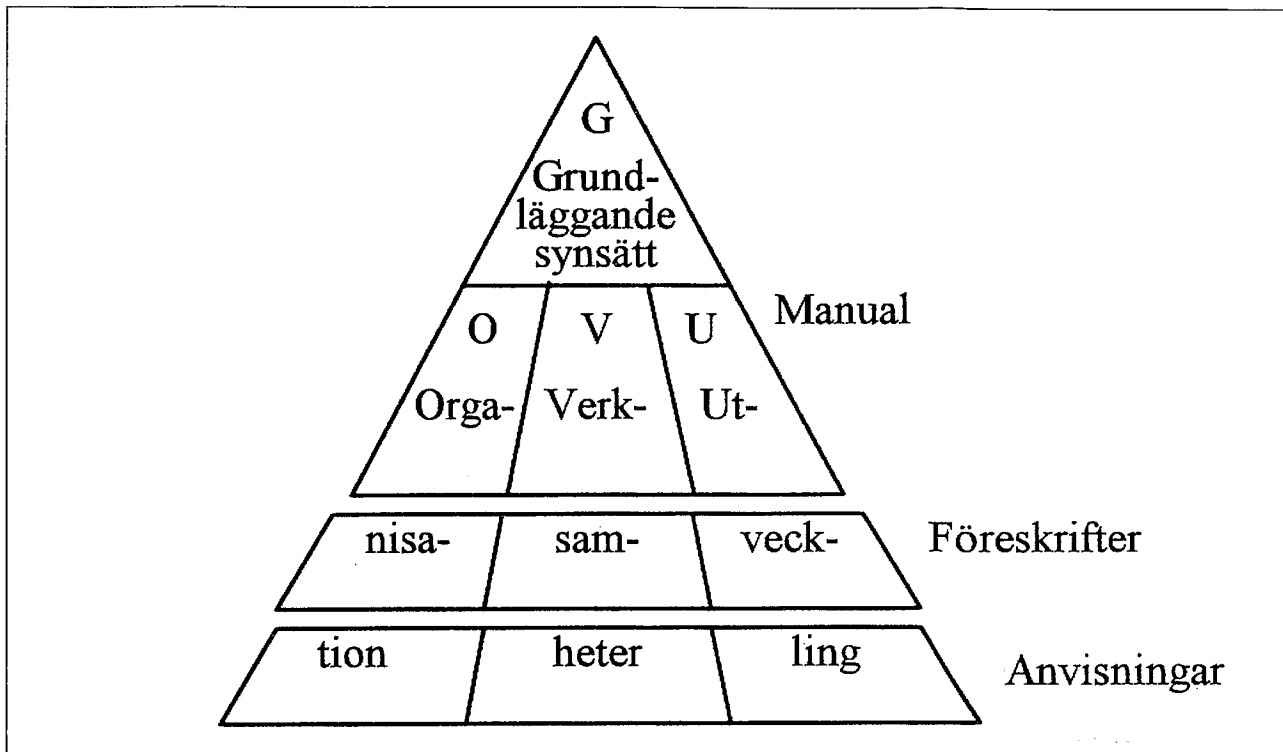 G
Grund-
läggande
synsätt
O V U Manual
Orga- Verk- Ut-
nisa- sam- veck- Föreskrifter
tion heter ling Anvisningar